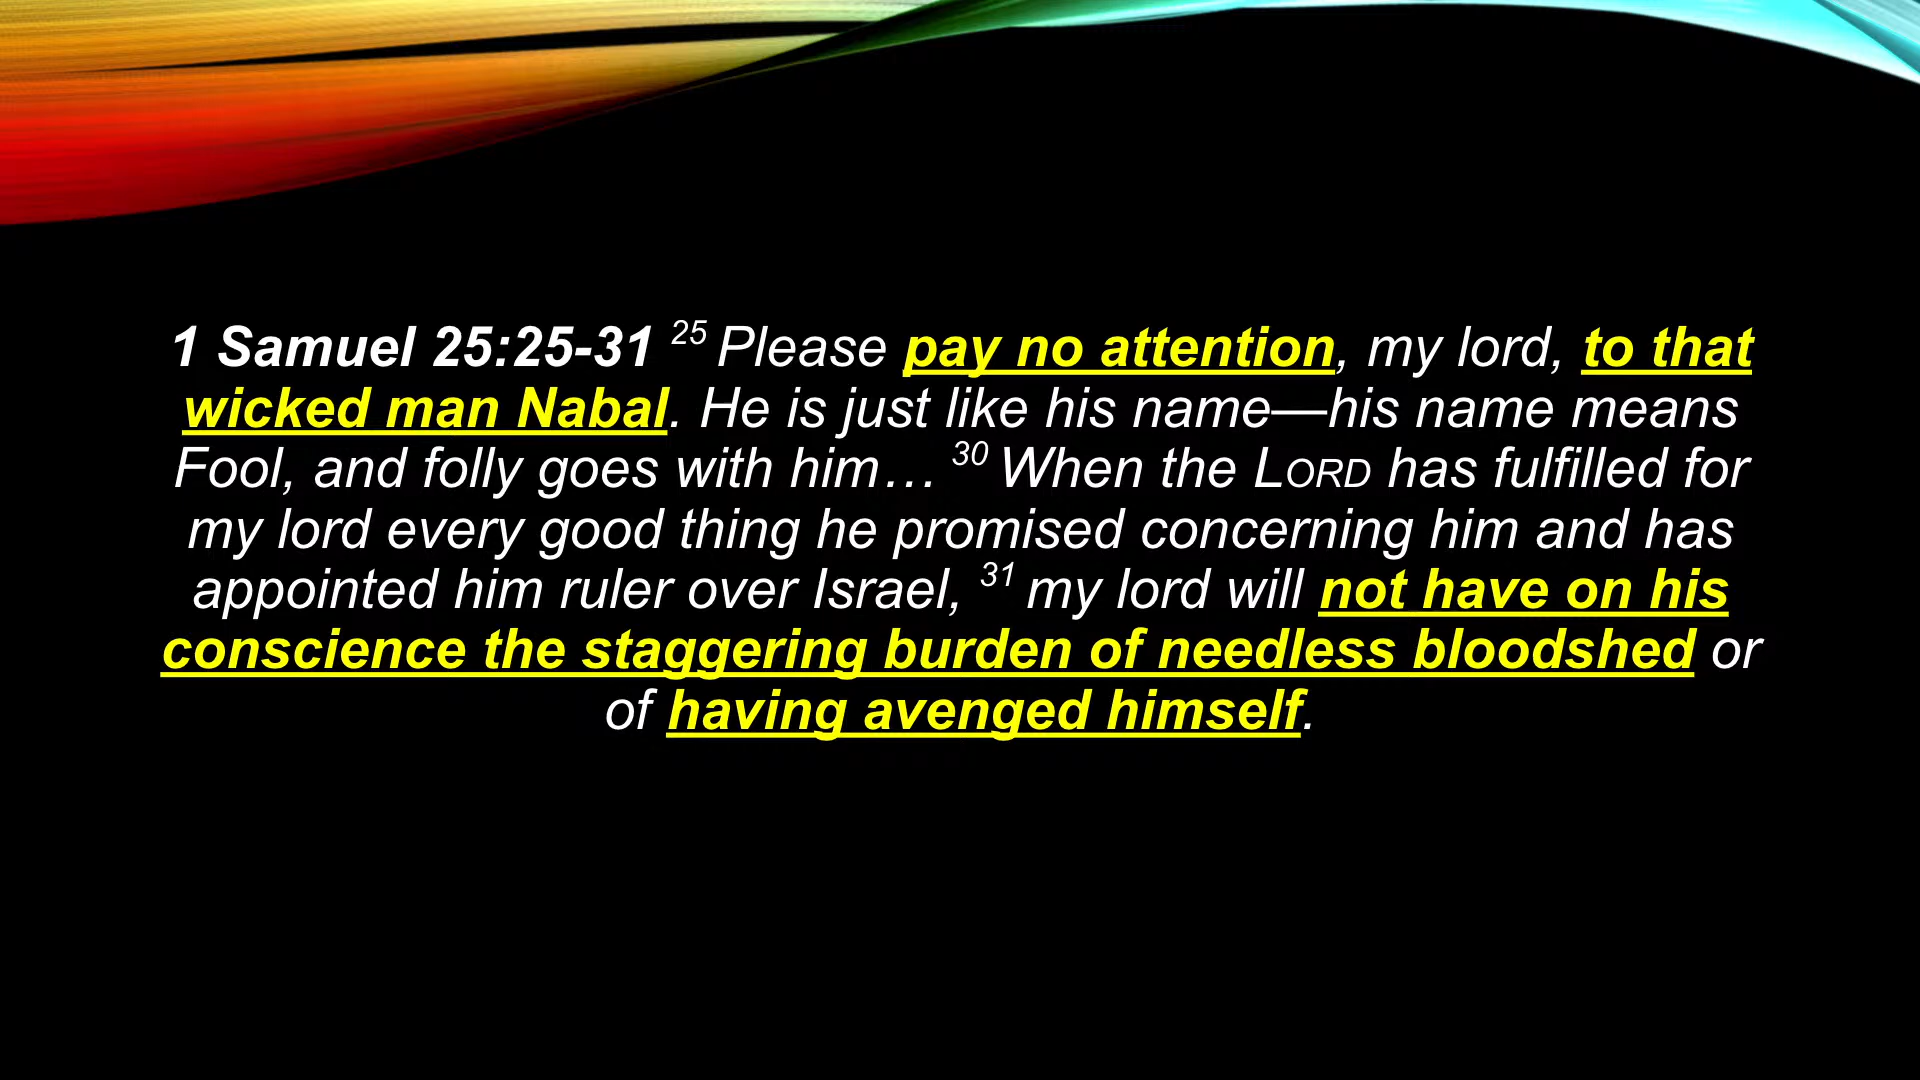 1 Samuel 25:25-31 25 Please pay no attention, my lord, to that
wicked man Nabal. He is just like his name—his name means
Fool, and folly goes with him… 30 When the LORD has fulfilled for
my lord every good thing he promised concerning him and has
appointed him ruler over Israel, 31 my lord will not have on his
conscience the staggering burden of needless bloodshed or
of having avenged himself.